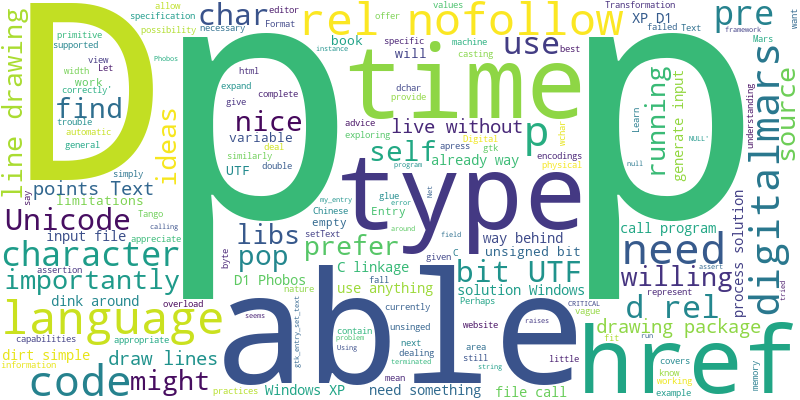 D
p
p
type
able
time
href
rel nofollow
language
character
digitalmars
code
need
use
pre
char
nice
find
Unicode
importantly
libs
pop
prefer
self
p
might
d rel
willing
running
source
ideas
line drawing
bit UTF
live without
already way
way behind
unsigned bit
points Text
limitations
input file
dink around
dirt simple
draw lines
C linkage
D1 Phobos
use anything
solution Windows
Windows XP
need something
file call
drawing package
call program
process solution
generate input
XP D1
book
will
work
variable
UTF
similarly
empty
Entry
setText
Chinese
glue
error
program
my_entry
gtk_entry_set_text
byte
double
give
expand
html
complete
editor
Format
necessary
possibility
allow
specification
values
offer
specific
machine
casting
provide
dchar
wchar
advice
exploring
apress
Digital
gtk
encodings
physical
best
instance
Transformation
failed
Text
Mars
want
framework
understanding
Learn
NULL'
null
primitive
supported
view
Let
Phobos
width
correctly'
trouble
automatic
general
simply
say
Tango
calling
appreciate
assertion
overload
capabilities
appropriate
information
practices
nature
fall
currently
contain
problem
Using
unsinged
next
dealing
terminated
mean
area
still
string
website
seems
around
Net
field
given
C
Perhaps
CRITICAL
vague
raises
little
represent
assert
tried
fit
run
covers
know
working
example
memory
deal